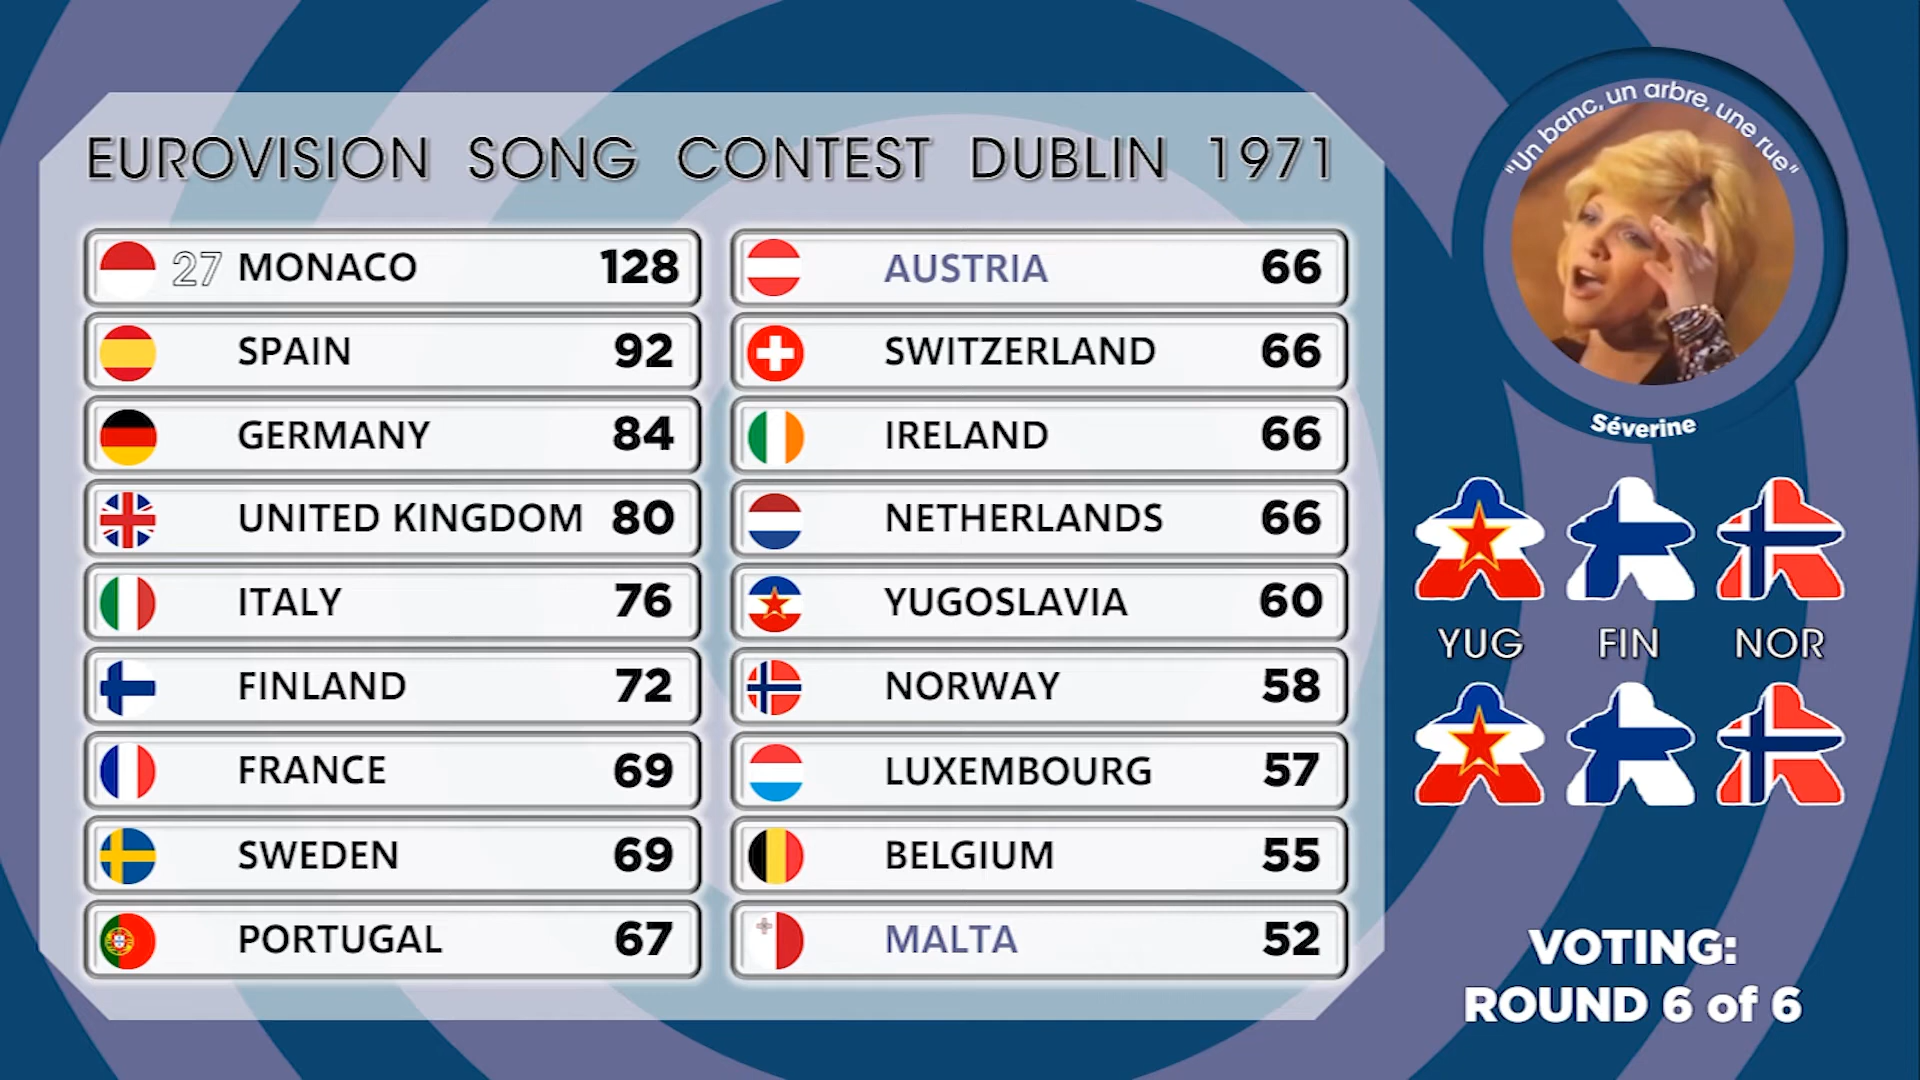 EUROVISION SONG CONTEST DUBLIN 1971
27 MONACO 128
SPAIN 92
GERMANY 84
UNITED KINGDOM 80
ITALY 76
FINLAND 72
FRANCE 69
SWEDEN 69
PORTUGAL 67
AUSTRIA 66
SWITZERLAND 66
IRELAND 66
NETHERLANDS 66
YUGOSLAVIA 60
NORWAY 58
LUXEMBOURG 57
BELGIUM 55
MALTA 52
"Un banc, un arbre, une rue"
Séverine
YUG FIN NOR
VOTING:
ROUND 6 of 6